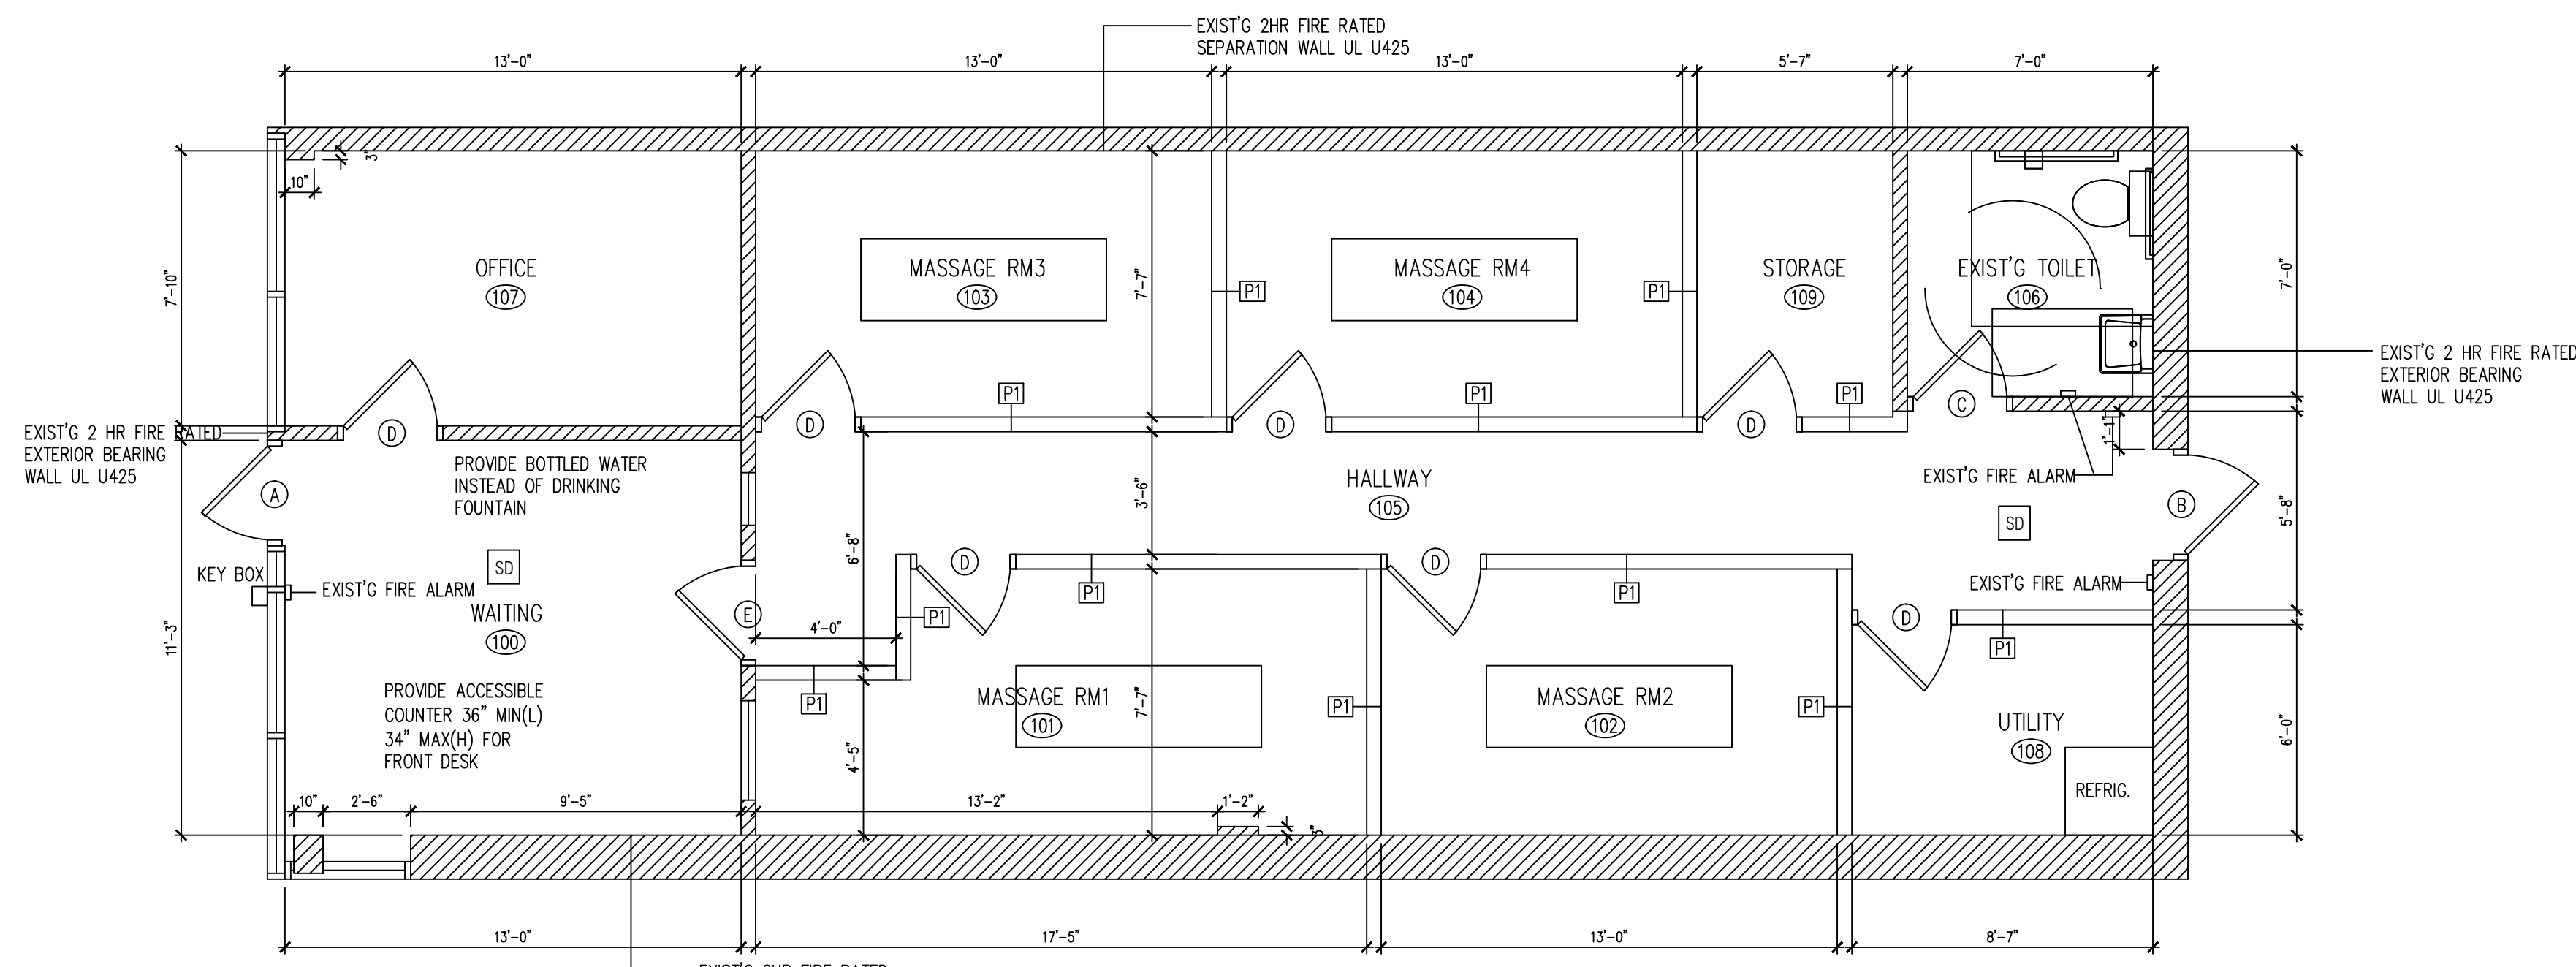 EXIST'G 2HR FIRE RATED
SEPARATION WALL UL U425
13'-0"
13'-0"
13'-0"
5'-7"
7'-0"
3"
10"
7'-10"
OFFICE
107
MASSAGE RM3
103
7'-7"
P1
MASSAGE RM4
104
P1
STORAGE
109
EXIST'G TOILET
106
7'-0"
EXIST'G 2 HR FIRE RATED
EXTERIOR BEARING
WALL UL U425
P1
P1
P1
EXIST'G 2 HR FIRE RATED
EXTERIOR BEARING
WALL UL U425
D
D
D
D
C
1'-1"
PROVIDE BOTTLED WATER
INSTEAD OF DRINKING
FOUNTAIN
A
HALLWAY
105
3'-6"
EXIST'G FIRE ALARM
B
5'-8"
SD
6'-8"
SD
D
D
KEY BOX
EXIST'G FIRE ALARM
EXIST'G FIRE ALARM
WAITING
100
E
4'-0"
P1
P1
P1
D
P1
11'-3"
PROVIDE ACCESSIBLE
COUNTER 36" MIN(L)
34" MAX(H) FOR
FRONT DESK
P1
MASSAGE RM1
101
7'-7"
P1
MASSAGE RM2
102
P1
UTILITY
108
6'-0"
4'-5"
REFRIG.
10"
2'-6"
9'-5"
13'-2"
1'-2"
3"
13'-0"
17'-5"
13'-0"
8'-7"